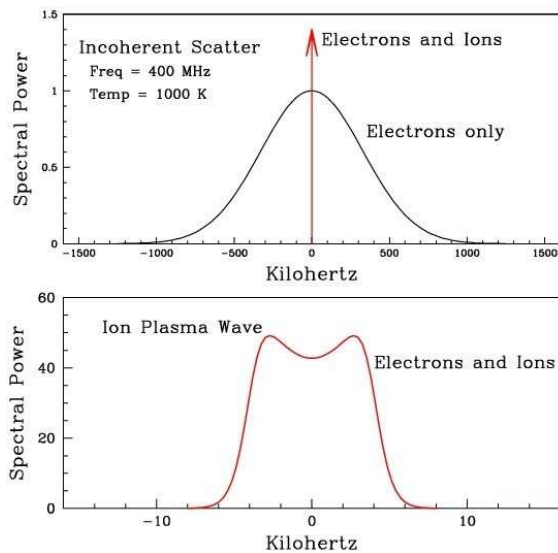 1.5
Incoherent Scatter
Electrons and Ions
Freq = 400 MHz
Temp = 1000 K
1
Electrons only
0.5
0
-1500 -1000 -500 0 500 1000 1500
Kilohertz
Spectral Power
60
Ion Plasma Wave
Electrons and Ions
40
20
0
-10 0 10
Kilohertz
Spectral Power